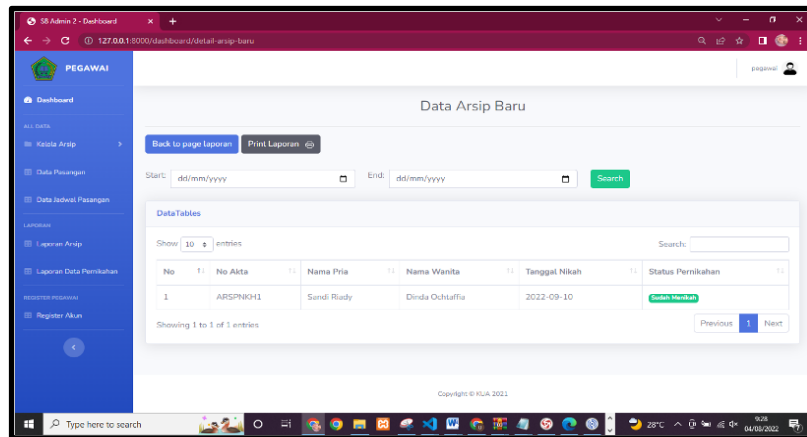 SB Admin 2 - Dashboard
127.0.0.1:8000/dashboard/detail-arsip-baru
PEGAWAI
pegawai
Dashboard
ALL DATA
Kelola Arsip
Data Pasangan
Data Jadwal Pasangan
LAPORAN
Laporan Arsip
Laporan Data Pernikahan
REGISTER PEGAWAI
Register Akun
Data Arsip Baru
Back to page laporan Print Laporan
Start: dd/mm/yyyy End: dd/mm/yyyy Search
DataTables
Show 10 entries Search:
No No Akta Nama Pria Nama Wanita Tanggal Nikah Status Pernikahan
1 ARSPNKH1 Sandi Riady Dinda Ochtaffia 2022-09-10 Sudah Menikah
Showing 1 to 1 of 1 entries Previous 1 Next
Copyright © KUA 2021
Type here to search 28°C 9:28
04/08/2022